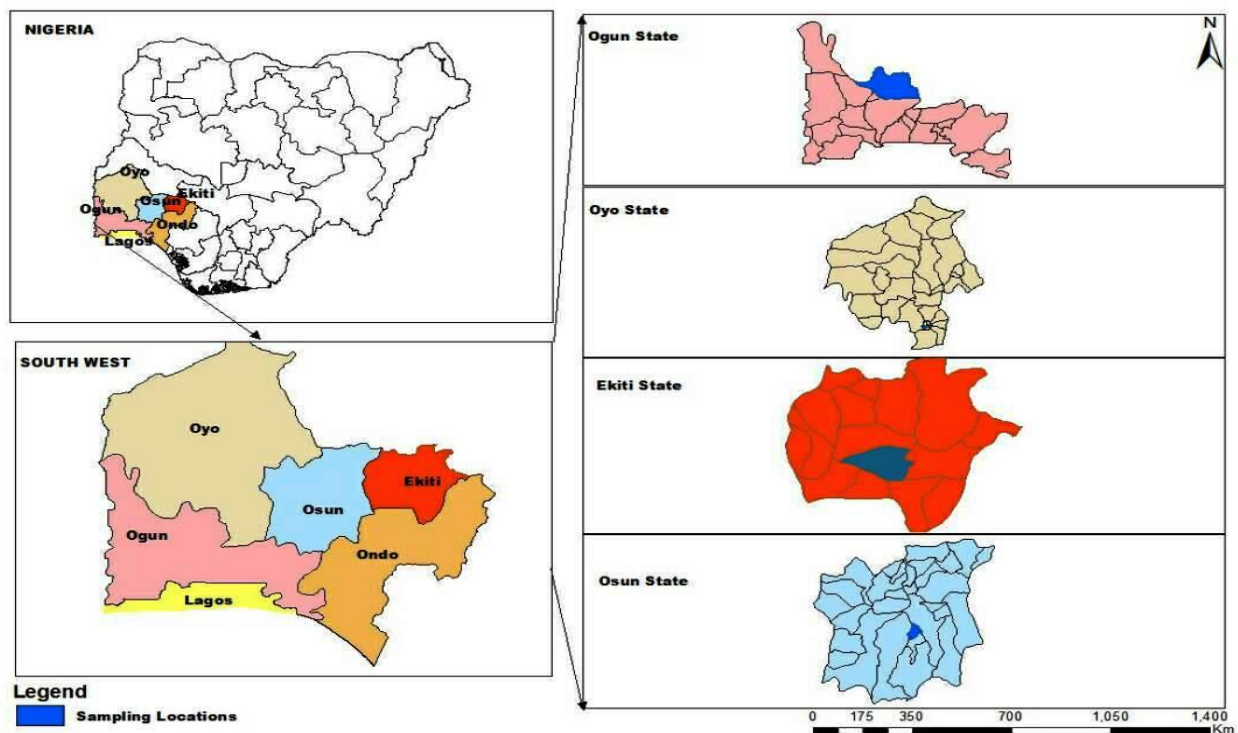 NIGERIA
Oyo
Osun
Ekiti
Ogun
Ondo
Lagos
SOUTH WEST
Oyo
Ekiti
Osun
Ogun
Ondo
Lagos
Legend
Sampling Locations
Ogun State
N
Oyo State
Ekiti State
Osun State
0 175 350 700 1,050 1,400
Km